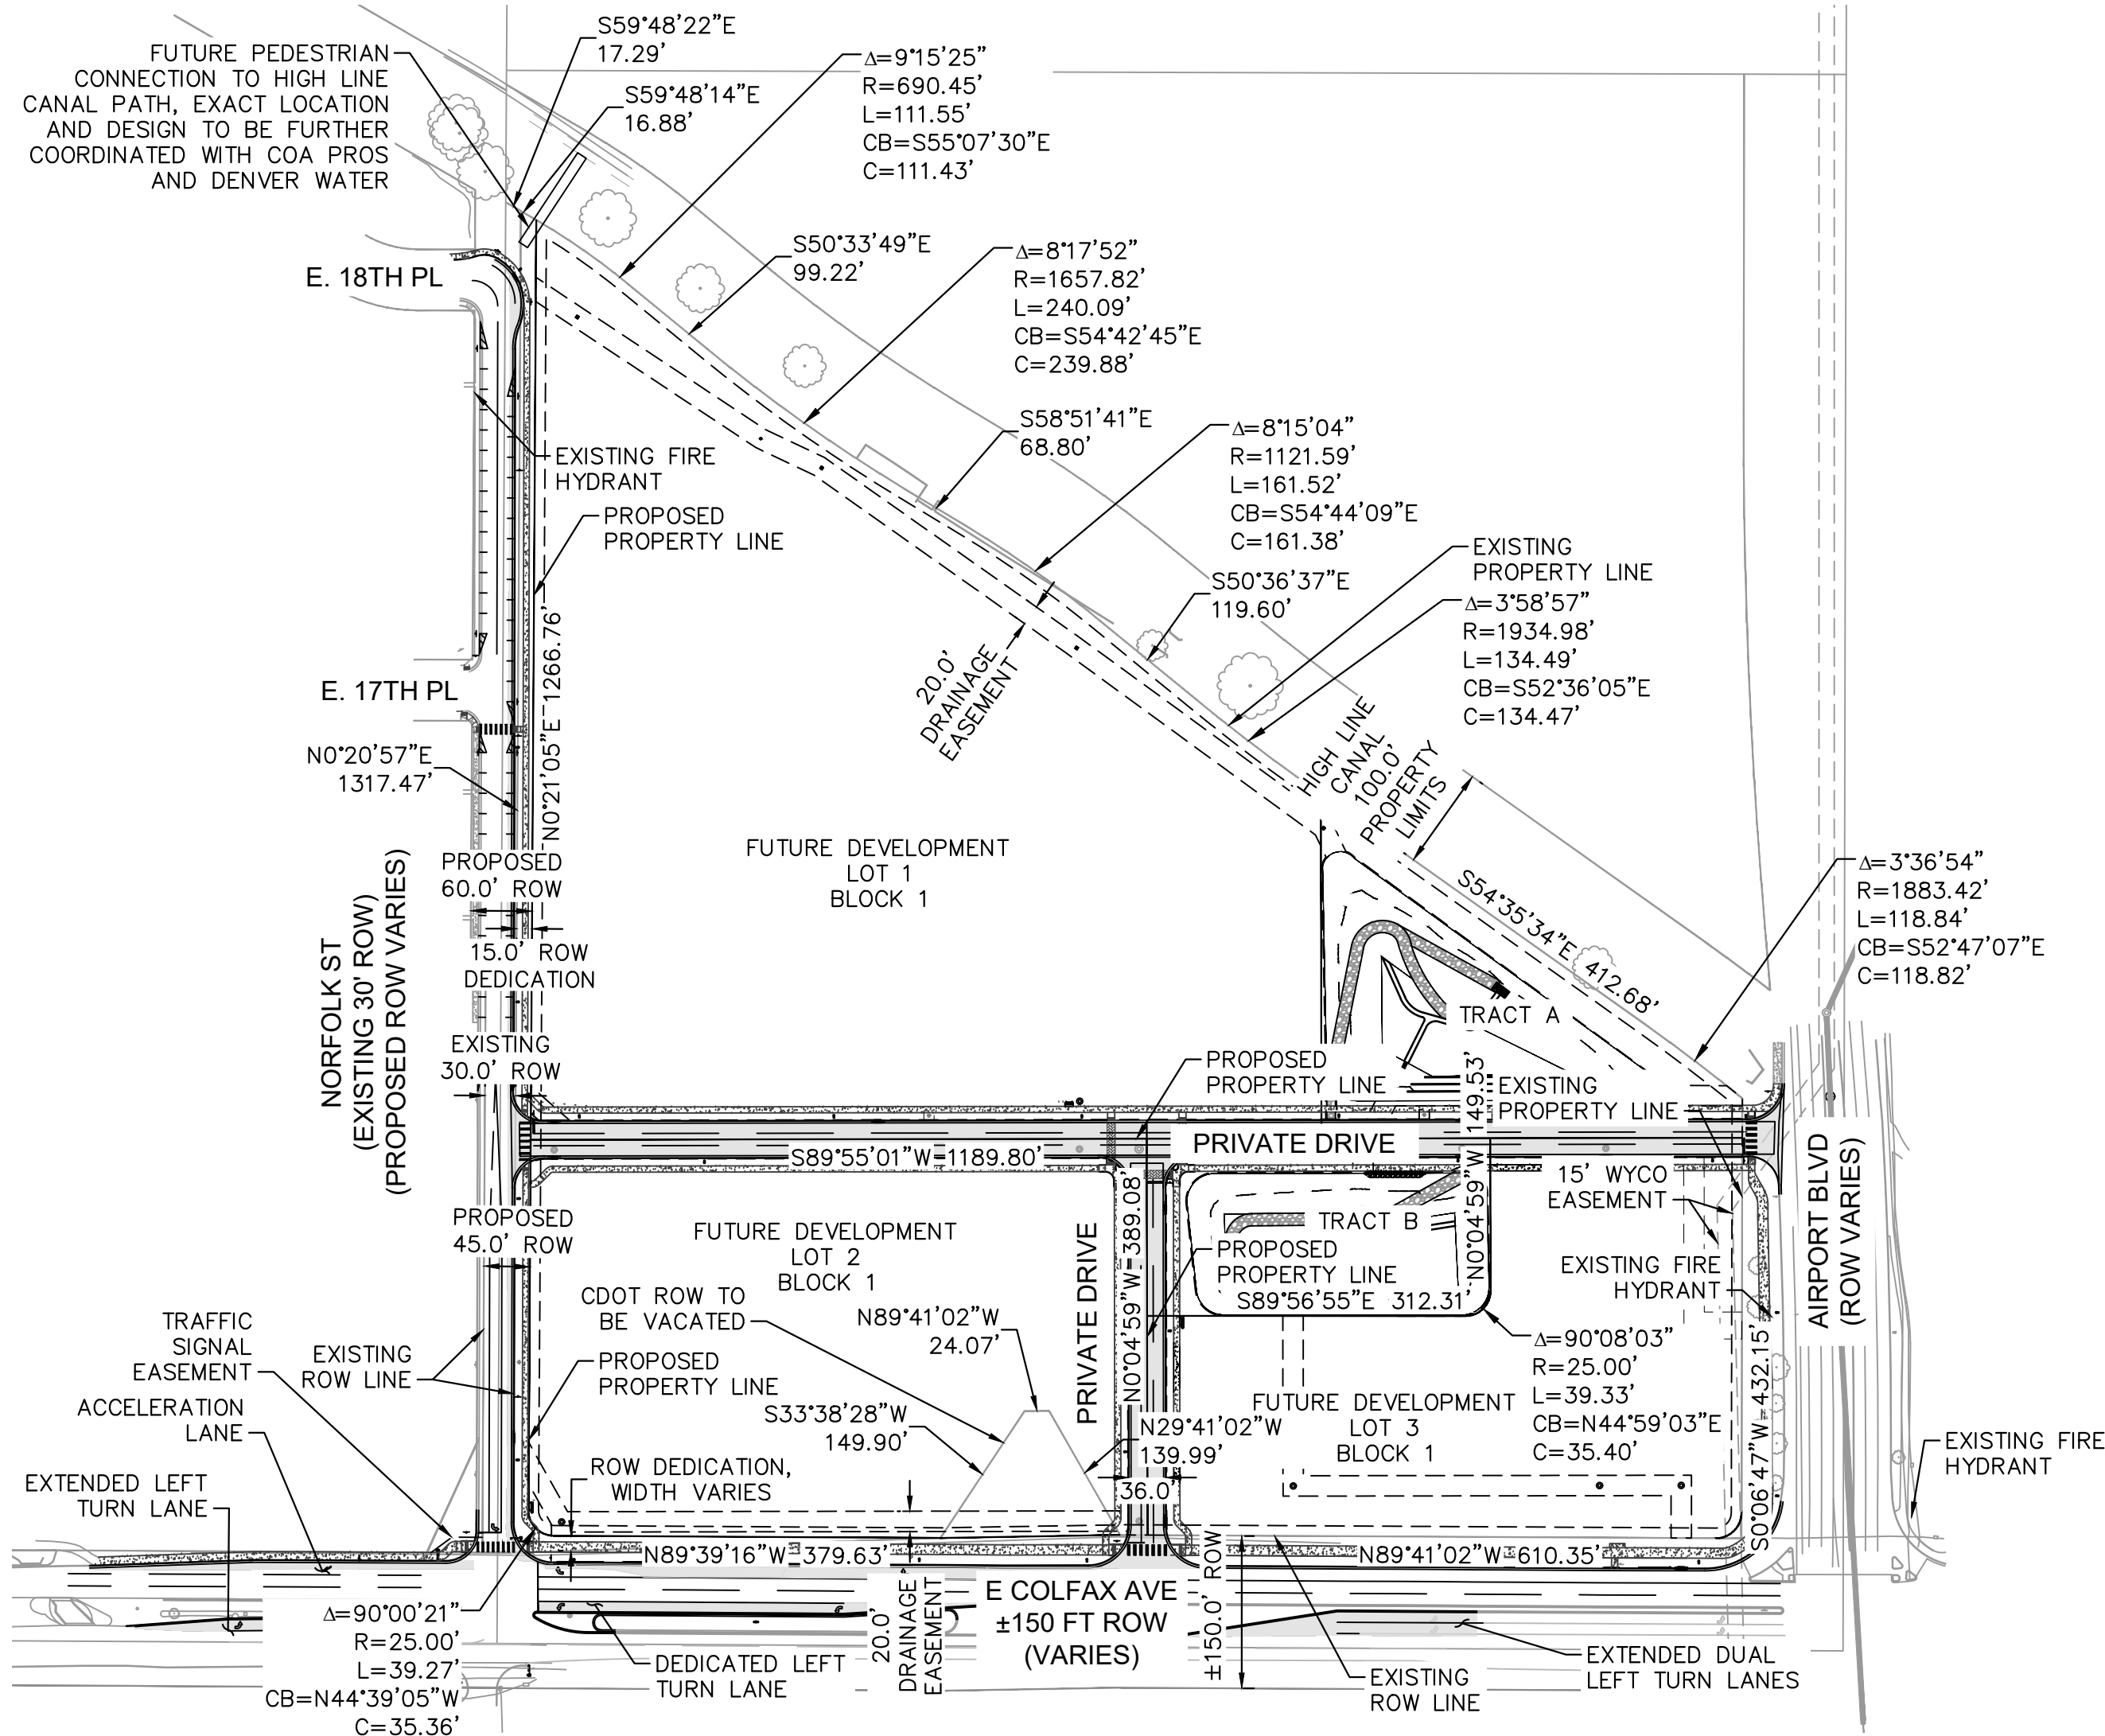 FUTURE PEDESTRIAN
CONNECTION TO HIGH LINE
CANAL PATH, EXACT LOCATION
AND DESIGN TO BE FURTHER
COORDINATED WITH COA PROS
AND DENVER WATER
S59°48'22"E
17.29'
S59°48'14"E
16.88'
Δ=9°15'25"
R=690.45'
L=111.55'
CB=S55°07'30"E
C=111.43'
S50°33'49"E
99.22'
Δ=8°17'52"
R=1657.82'
L=240.09'
CB=S54°42'45"E
C=239.88'
S58°51'41"E
68.80'
Δ=8°15'04"
R=1121.59'
L=161.52'
CB=S54°44'09"E
C=161.38'
S50°36'37"E
119.60'
EXISTING
PROPERTY LINE
Δ=3°58'57"
R=1934.98'
L=134.49'
CB=S52°36'05"E
C=134.47'
E. 18TH PL
EXISTING FIRE
HYDRANT
PROPOSED
PROPERTY LINE
N0°21'05"E 1266.76'
E. 17TH PL
N0°20'57"E
1317.47'
20.0'
DRAINAGE
EASEMENT
HIGH LINE
CANAL
100.0'
PROPERTY
LIMITS
S54°35'34"E 412.68'
Δ=3°36'54"
R=1883.42'
L=118.84'
CB=S52°47'07"E
C=118.82'
FUTURE DEVELOPMENT
LOT 1
BLOCK 1
PROPOSED
60.0' ROW
15.0' ROW
DEDICATION
NORFOLK ST
(EXISTING 30' ROW)
(PROPOSED ROW VARIES)
EXISTING
30.0' ROW
TRACT A
PROPOSED
PROPERTY LINE
N0°04'59"W 149.53'
EXISTING
PROPERTY LINE
PRIVATE DRIVE
S89°55'01"W 1189.80'
15' WYCO
EASEMENT
AIRPORT BLVD
(ROW VARIES)
PROPOSED
45.0' ROW
FUTURE DEVELOPMENT
LOT 2
BLOCK 1
PRIVATE DRIVE
N0°04'59"W 389.08'
TRACT B
PROPOSED
PROPERTY LINE
S89°56'55"E 312.31'
EXISTING FIRE
HYDRANT
CDOT ROW TO
BE VACATED
N89°41'02"W
24.07'
TRAFFIC
SIGNAL
EASEMENT
EXISTING
ROW LINE
PROPOSED
PROPERTY LINE
S33°38'28"W
149.90'
N29°41'02"W
139.99'
36.0'
FUTURE DEVELOPMENT
LOT 3
BLOCK 1
Δ=90°08'03"
R=25.00'
L=39.33'
CB=N44°59'03"E
C=35.40'
S0°06'47"W 432.15'
EXISTING FIRE
HYDRANT
ACCELERATION
LANE
EXTENDED LEFT
TURN LANE
ROW DEDICATION,
WIDTH VARIES
N89°39'16"W 379.63'
N89°41'02"W 610.35'
Δ=90°00'21"
R=25.00'
L=39.27'
CB=N44°39'05"W
C=35.36'
DEDICATED LEFT
TURN LANE
20.0'
DRAINAGE
EASEMENT
E COLFAX AVE
±150 FT ROW
(VARIES)
±150.0' ROW
EXISTING
ROW LINE
EXTENDED DUAL
LEFT TURN LANES